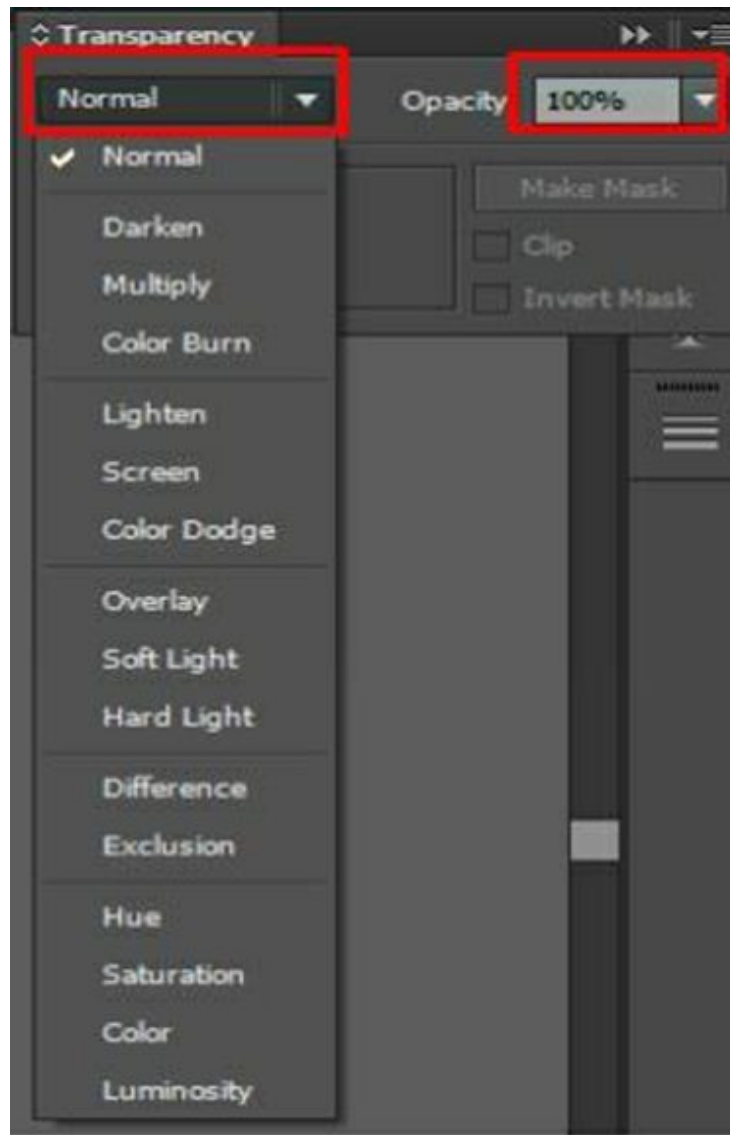 Transparency
Normal
Opacity 100%
Normal
Make Mask
Darken
Clip
Multiply
Invert Mask
Color Burn
Lighten
Screen
Color Dodge
Overlay
Soft Light
Hard Light
Difference
Exclusion
Hue
Saturation
Color
Luminosity